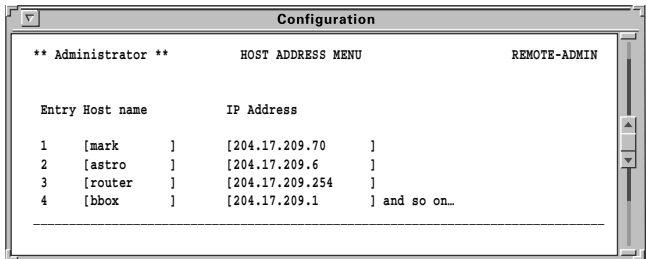 Configuration
** Administrator ** HOST ADDRESS MENU REMOTE-ADMIN
Entry Host name IP Address
1 [mark ] [204.17.209.70 ]
2 [astro ] [204.17.209.6 ]
3 [router ] [204.17.209.254 ]
4 [bbox ] [204.17.209.1 ] and so on…